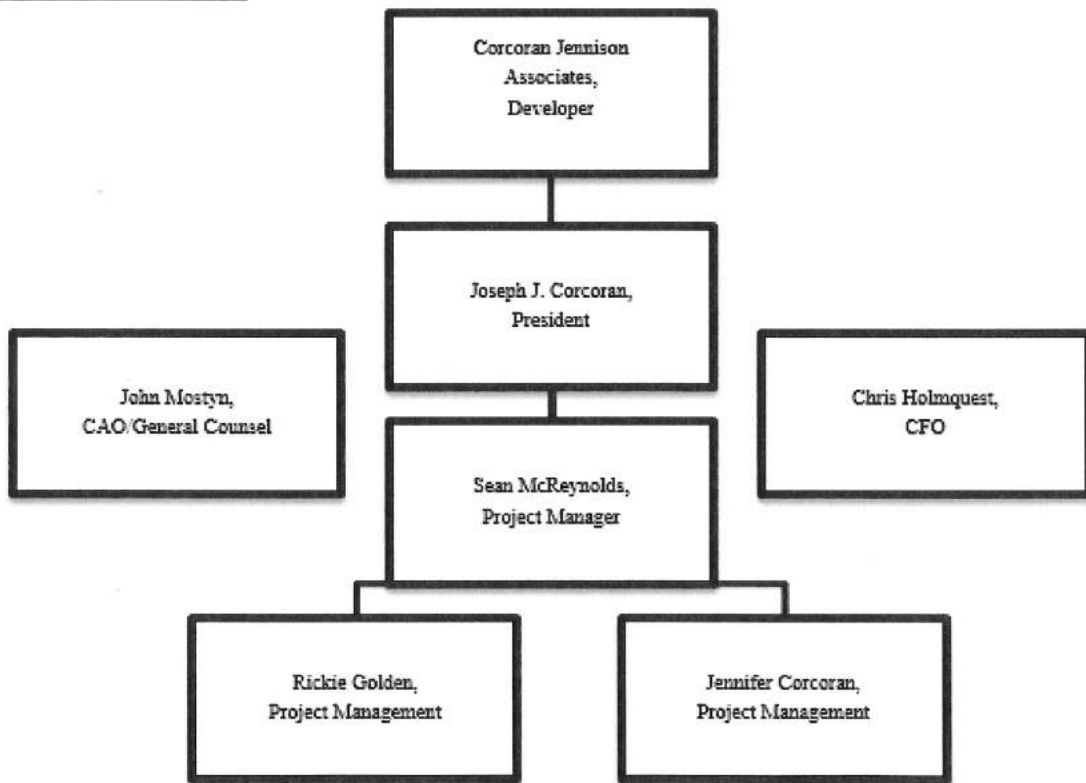 Corcoran Jennison
Associates,
Developer
Joseph J. Corcoran,
President
John Mostyn,
CAO/General Counsel
Chris Holmquest,
CFO
Sean McReynolds,
Project Manager
Rickie Golden,
Project Management
Jennifer Corcoran,
Project Management